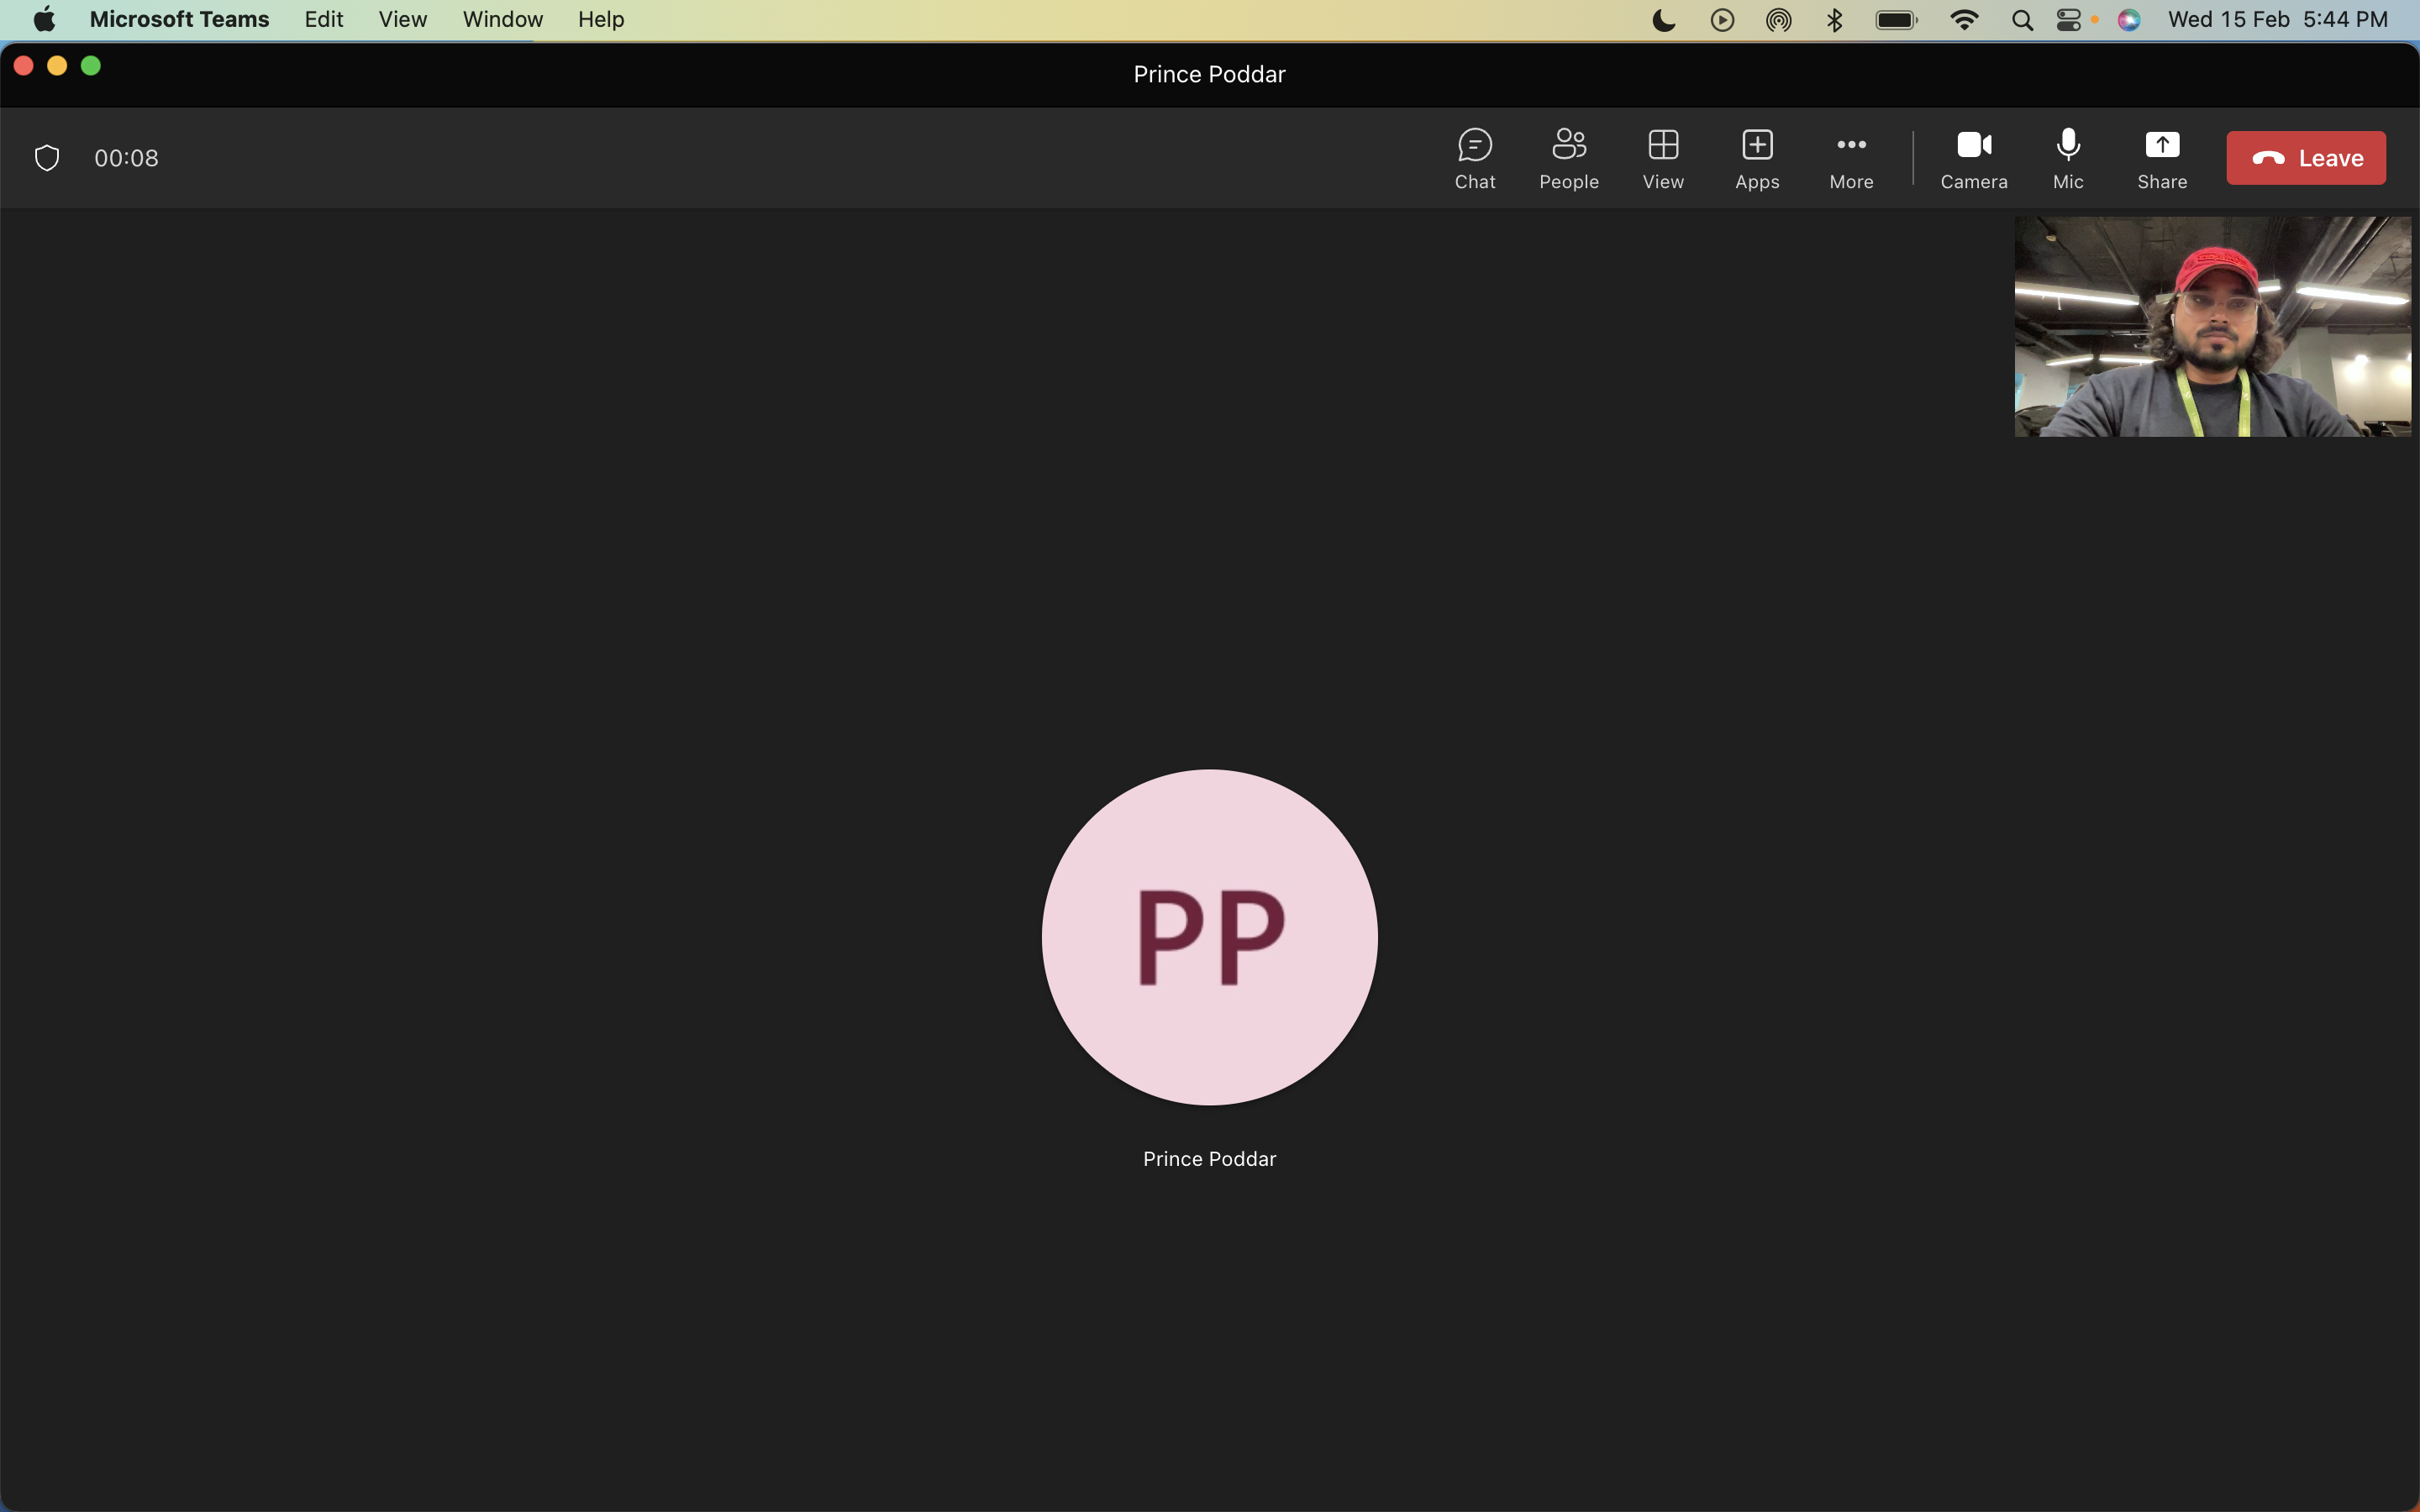 Microsoft Teams Edit View Window Help Wed 15 Feb 5:44 PM
Prince Poddar
00:08 Chat People View Apps More Camera Mic Share Leave
PP
Prince Poddar